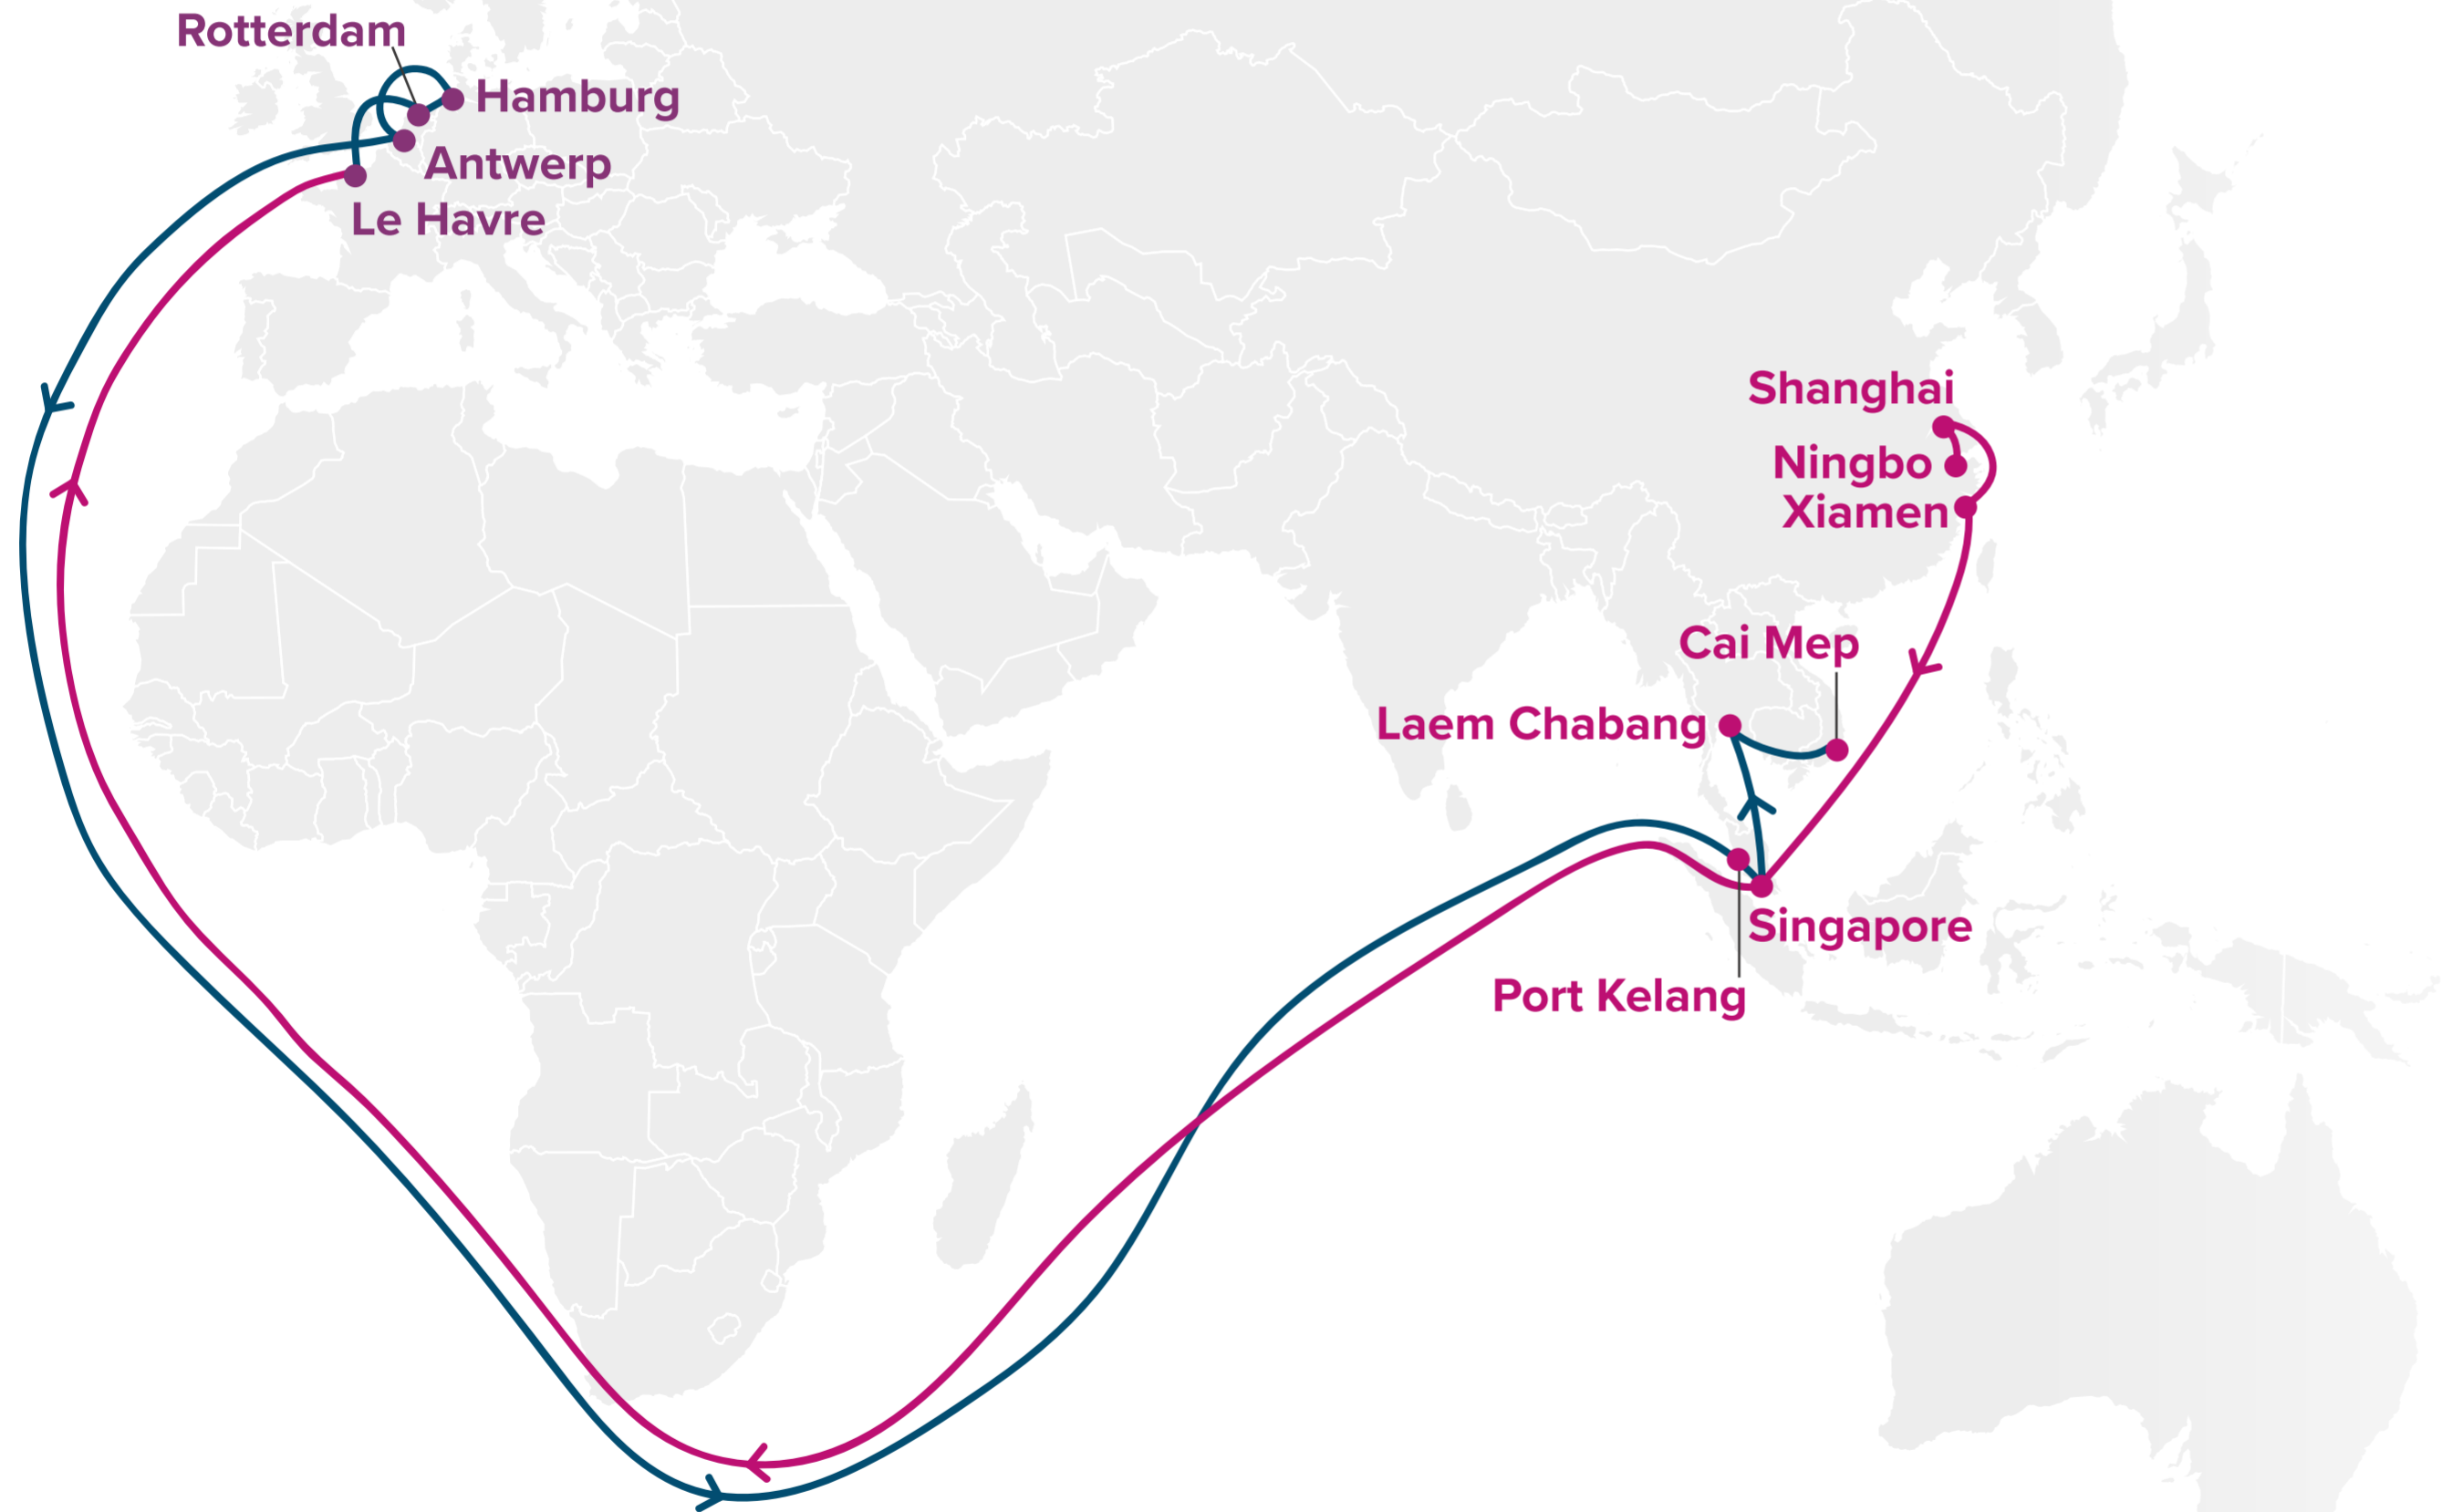 Rotterdam
Hamburg
Antwerp
Le Havre
Shanghai
Ningbo
Xiamen
Cai Mep
Laem Chabang
Singapore
Port Kelang